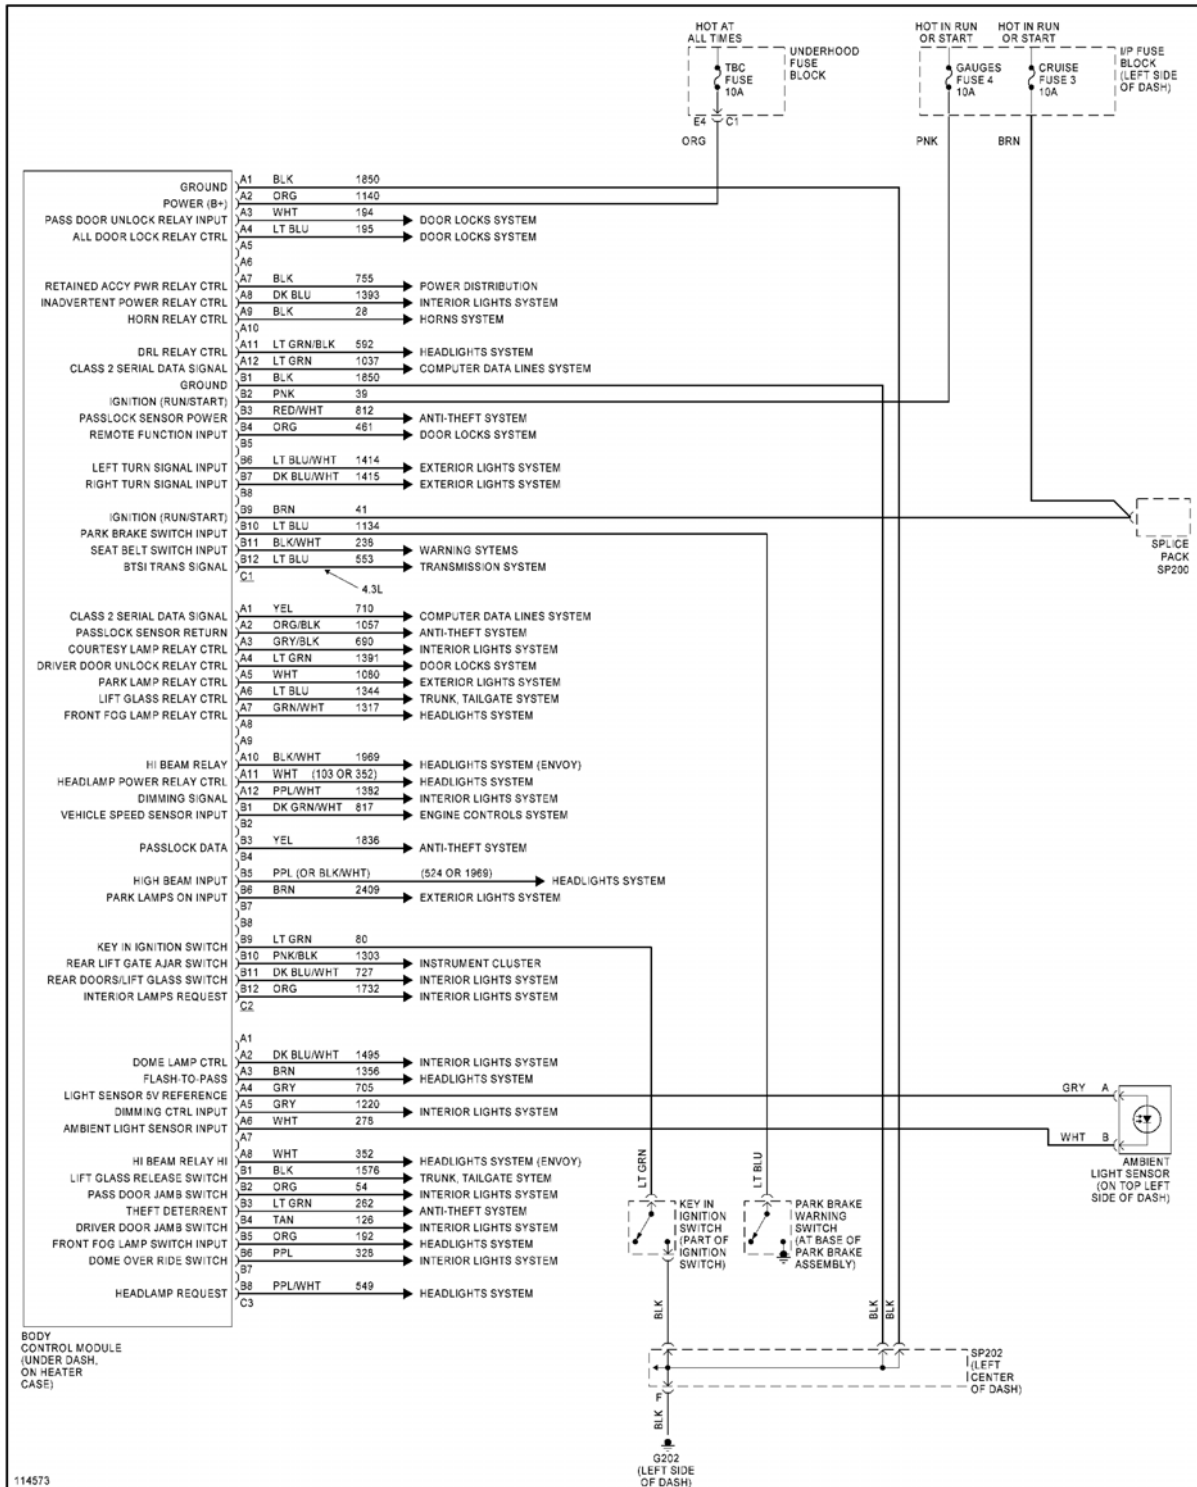 HOT AT
ALL TIMES
HOT IN RUN
OR START
HOT IN RUN
OR START
TBC
FUSE
10A
UNDERHOOD
FUSE
BLOCK
GAUGES
FUSE 4
10A
CRUISE
FUSE 3
10A
I/P FUSE
BLOCK
(LEFT SIDE
OF DASH)
E4 C1
ORG
PNK
BRN
GROUND A1 BLK 1850
POWER (B+) A2 ORG 1140
PASS DOOR UNLOCK RELAY INPUT A3 WHT 194 DOOR LOCKS SYSTEM
ALL DOOR LOCK RELAY CTRL A4 LT BLU 195 DOOR LOCKS SYSTEM
A5
A6
RETAINED ACCY PWR RELAY CTRL A7 BLK 755 POWER DISTRIBUTION
INADVERTENT POWER RELAY CTRL A8 DK BLU 1393 INTERIOR LIGHTS SYSTEM
HORN RELAY CTRL A9 BLK 28 HORNS SYSTEM
A10
DRL RELAY CTRL A11 LT GRN/BLK 592 HEADLIGHTS SYSTEM
CLASS 2 SERIAL DATA SIGNAL A12 LT GRN 1037 COMPUTER DATA LINES SYSTEM
GROUND B1 BLK 1850
IGNITION (RUN/START) B2 PNK 39
PASSLOCK SENSOR POWER B3 RED/WHT 812 ANTI-THEFT SYSTEM
REMOTE FUNCTION INPUT B4 ORG 461 DOOR LOCKS SYSTEM
B5
LEFT TURN SIGNAL INPUT B6 LT BLU/WHT 1414 EXTERIOR LIGHTS SYSTEM
RIGHT TURN SIGNAL INPUT B7 DK BLU/WHT 1415 EXTERIOR LIGHTS SYSTEM
B8
IGNITION (RUN/START) B9 BRN 41
PARK BRAKE SWITCH INPUT B10 LT BLU 1134
SEAT BELT SWITCH INPUT B11 BLK/WHT 238 WARNING SYTEMS
BTSI TRANS SIGNAL B12 LT BLU 553 TRANSMISSION SYSTEM
C1
4.3L
SPLICE
PACK
SP200
CLASS 2 SERIAL DATA SIGNAL A1 YEL 710 COMPUTER DATA LINES SYSTEM
PASSLOCK SENSOR RETURN A2 ORG/BLK 1057 ANTI-THEFT SYSTEM
COURTESY LAMP RELAY CTRL A3 GRY/BLK 690 INTERIOR LIGHTS SYSTEM
DRIVER DOOR UNLOCK RELAY CTRL A4 LT GRN 1391 DOOR LOCKS SYSTEM
PARK LAMP RELAY CTRL A5 WHT 1080 EXTERIOR LIGHTS SYSTEM
LIFT GLASS RELAY CTRL A6 LT BLU 1344 TRUNK, TAILGATE SYSTEM
FRONT FOG LAMP RELAY CTRL A7 GRN/WHT 1317 HEADLIGHTS SYSTEM
A8
A9
HI BEAM RELAY A10 BLK/WHT 1969 HEADLIGHTS SYSTEM (ENVOY)
HEADLAMP POWER RELAY CTRL A11 WHT (103 OR 352) HEADLIGHTS SYSTEM
DIMMING SIGNAL A12 PPL/WHT 1382 INTERIOR LIGHTS SYSTEM
VEHICLE SPEED SENSOR INPUT B1 DK GRN/WHT 817 ENGINE CONTROLS SYSTEM
B2
PASSLOCK DATA B3 YEL 1836 ANTI-THEFT SYSTEM
B4
HIGH BEAM INPUT B5 PPL (OR BLK/WHT) (524 OR 1969) HEADLIGHTS SYSTEM
PARK LAMPS ON INPUT B6 BRN 2409 EXTERIOR LIGHTS SYSTEM
B7
B8
KEY IN IGNITION SWITCH B9 LT GRN 80
REAR LIFT GATE AJAR SWITCH B10 PNK/BLK 1303 INSTRUMENT CLUSTER
REAR DOORS/LIFT GLASS SWITCH B11 DK BLU/WHT 727 INTERIOR LIGHTS SYSTEM
INTERIOR LAMPS REQUEST B12 ORG 1732 INTERIOR LIGHTS SYSTEM
C2
A1
DOME LAMP CTRL A2 DK BLU/WHT 1495 INTERIOR LIGHTS SYSTEM
FLASH-TO-PASS A3 BRN 1356 HEADLIGHTS SYSTEM
LIGHT SENSOR 5V REFERENCE A4 GRY 705 GRY A
DIMMING CTRL INPUT A5 GRY 1220 INTERIOR LIGHTS SYSTEM
AMBIENT LIGHT SENSOR INPUT A6 WHT 278 WHT B
A7
HI BEAM RELAY HI A8 WHT 352 HEADLIGHTS SYSTEM (ENVOY)
LIFT GLASS RELEASE SWITCH B1 BLK 1576 TRUNK, TAILGATE SYTEM
PASS DOOR JAMB SWITCH B2 ORG 54 INTERIOR LIGHTS SYSTEM
THEFT DETERRENT B3 LT GRN 262 ANTI-THEFT SYSTEM
DRIVER DOOR JAMB SWITCH B4 TAN 126 INTERIOR LIGHTS SYSTEM
FRONT FOG LAMP SWITCH INPUT B5 ORG 192 HEADLIGHTS SYSTEM
DOME OVER RIDE SWITCH B6 PPL 328 INTERIOR LIGHTS SYSTEM
B7
HEADLAMP REQUEST B8 PPL/WHT 549 HEADLIGHTS SYSTEM
C3
AMBIENT
LIGHT SENSOR
(ON TOP LEFT
SIDE OF DASH)
LT GRN
LT BLU
KEY IN
IGNITION
SWITCH
(PART OF
IGNITION
SWITCH)
PARK BRAKE
WARNING
SWITCH
(AT BASE OF
PARK BRAKE
ASSEMBLY)
BLK
BLK
BLK
BODY
CONTROL MODULE
(UNDER DASH,
ON HEATER
CASE)
SP202
(LEFT
CENTER
OF DASH)
F
BLK
G202
(LEFT SIDE
OF DASH)
114573